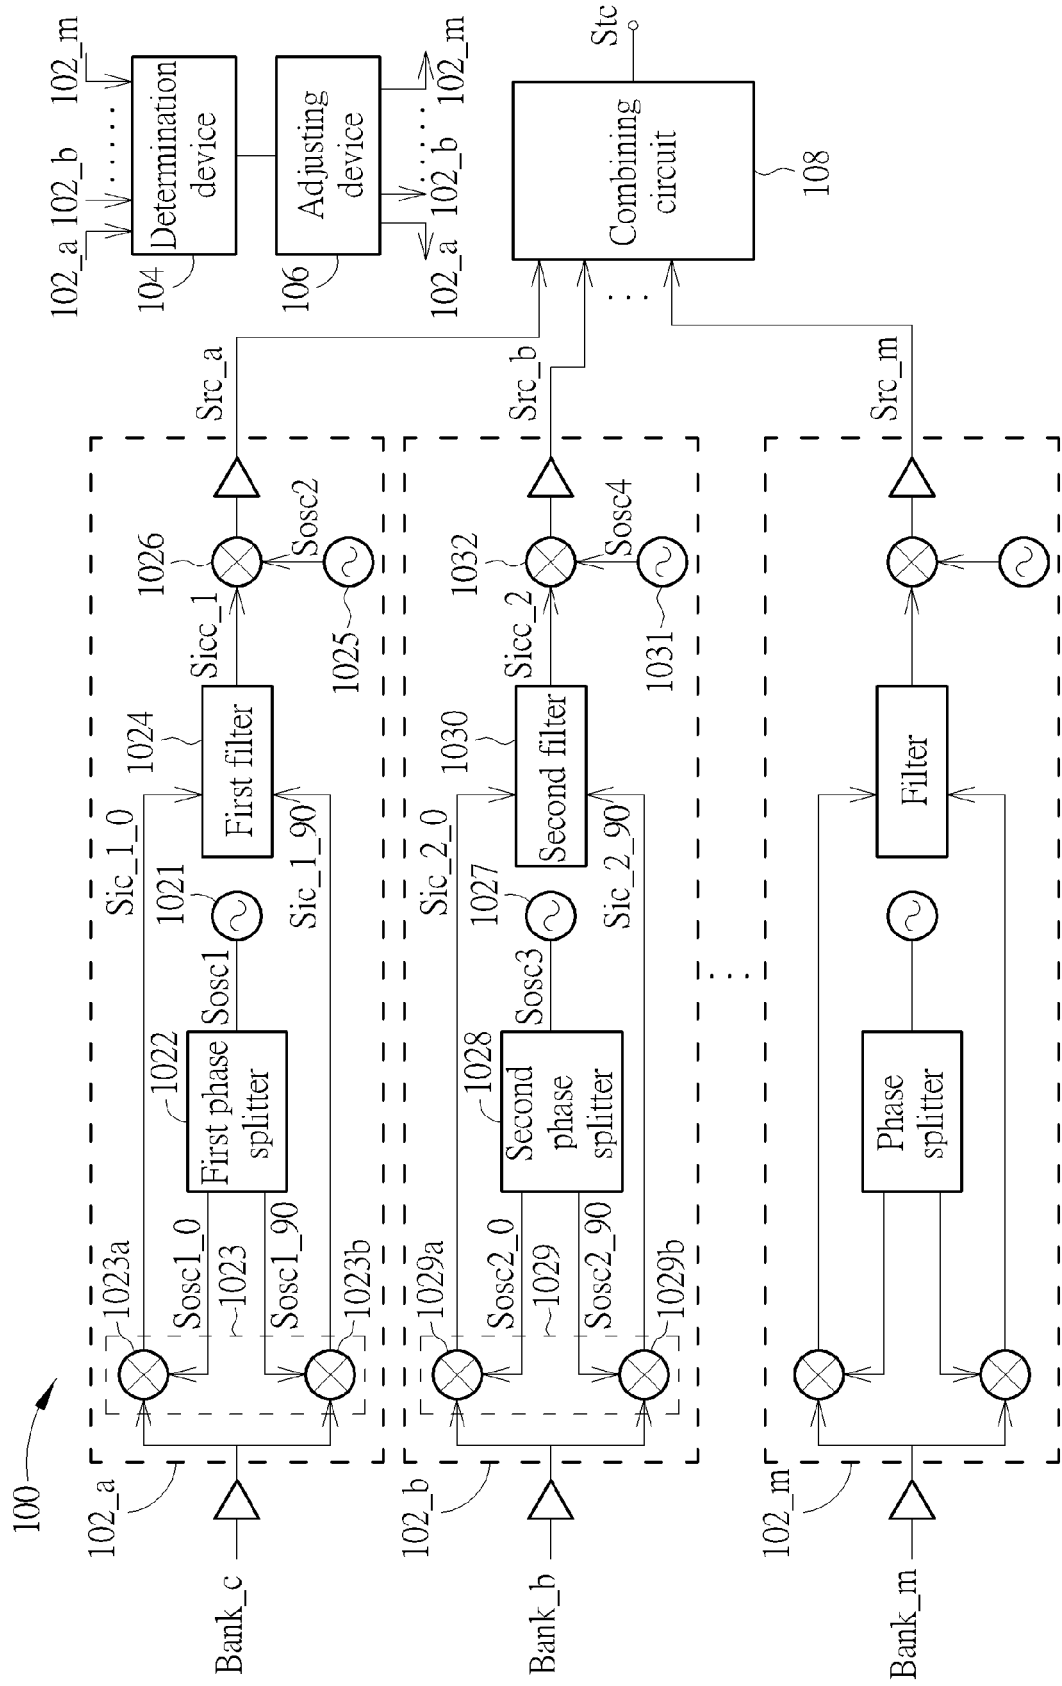 100
Bank_c
102_a
1023a
1023
1023b
Sosc1_0
Sosc1_90
First phase
splitter
1022
Sosc1
1021
Sic_1_0
Sic_1_90
First filter
1024
Sicc_1
1026
Sosc2
1025
Src_a
Bank_b
102_b
1029a
1029
1029b
Sosc2_0
Sosc2_90
Second
phase
splitter
1028
Sosc3
1027
Sic_2_0
Sic_2_90
Second filter
1030
Sicc_2
1032
Sosc4
1031
Src_b
. . .
Bank_m
102_m
Phase
splitter
Filter
Src_m
102_a
102_b
. . . . . .
102_m
Determination
device
104
Adjusting
device
106
102_a
102_b
. . . . . .
102_m
. . .
Combining
circuit
108
Stc